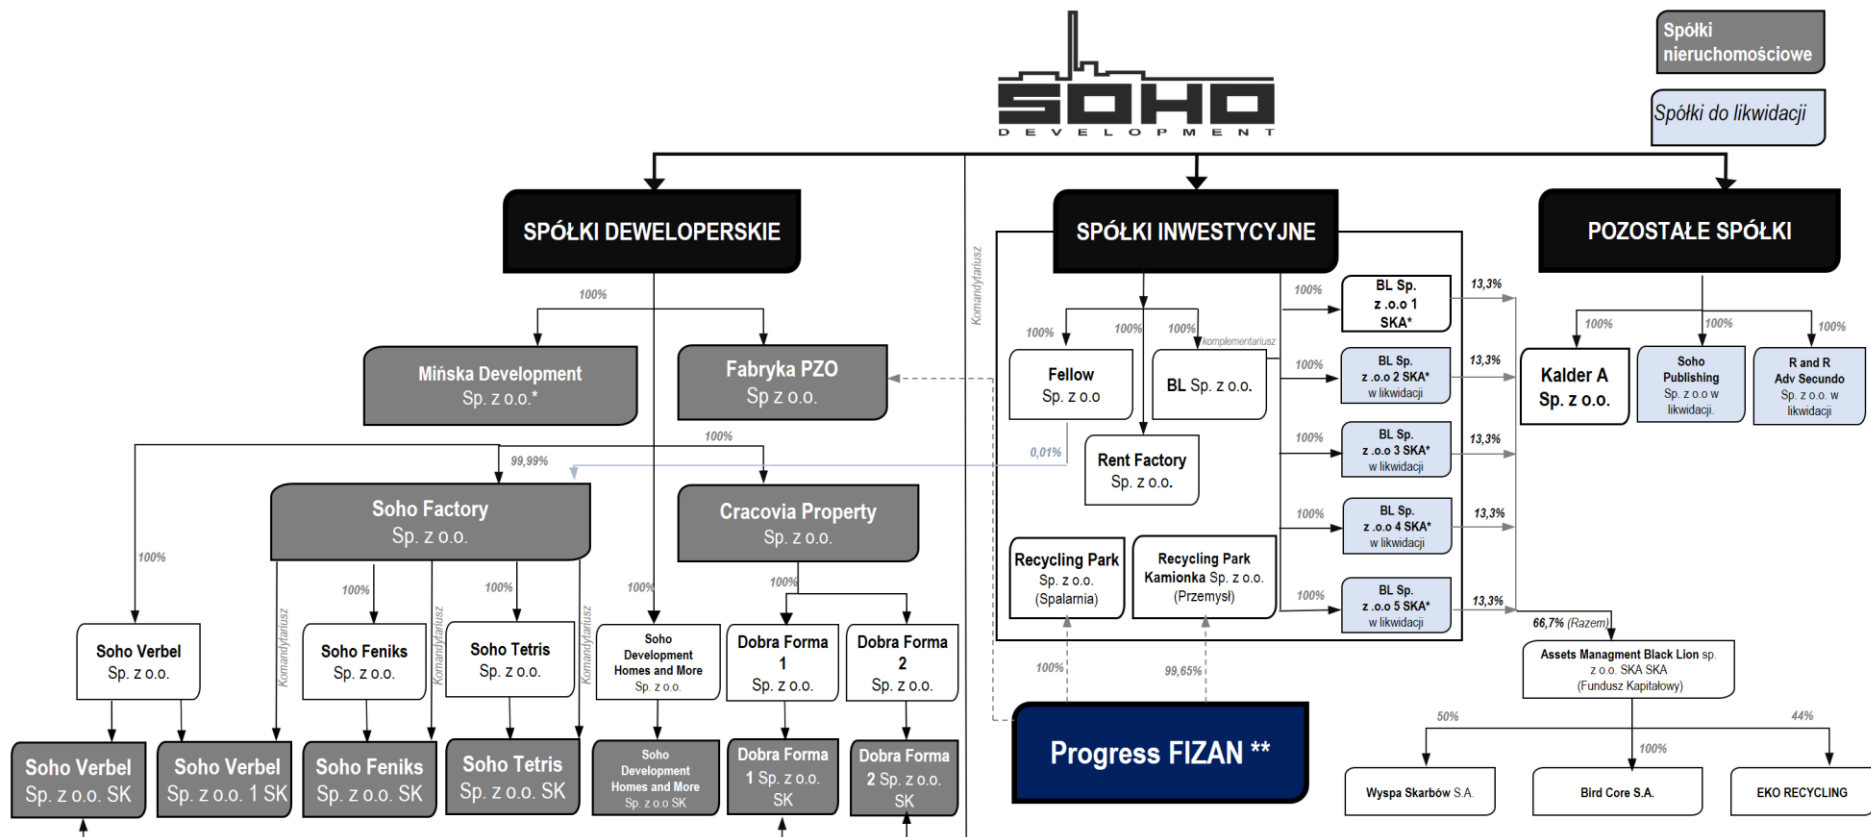 Spółki
nieruchomościowe
Spółki do likwidacji
SOHO
DEVELOPMENT
SPÓŁKI DEWELOPERSKIE
SPÓŁKI INWESTYCYJNE
POZOSTAŁE SPÓŁKI
Komandytariusz
100%
Mińska Development
Sp. z o.o.*
Fabryka PZO
Sp z o.o.
100%
99,99%
100%
Soho Factory
Sp. z o.o.
Cracovia Property
Sp. z o.o.
100%
Komandytariusz
100%
Komandytariusz
100%
Komandytariusz
100%
100%
Soho Verbel
Sp. z o.o.
Soho Feniks
Sp. z o.o.
Soho Tetris
Sp. z o.o.
Soho
Development
Homes and More
Sp. z o.o.
Dobra Forma
1
Sp. z o.o.
Dobra Forma
2
Sp. z o.o.
Soho Verbel
Sp. z o.o. SK
Soho Verbel
Sp. z o.o. 1 SK
Soho Feniks
Sp. z o.o. SK
Soho Tetris
Sp. z o.o. SK
Soho
Development
Homes and More
Sp. z o.o SK
Dobra Forma
1 Sp. z o.o.
SK
Dobra Forma
2 Sp. z o.o.
SK
100%
100%
100%
komplementariusz
Fellow
Sp. z o.o
BL Sp. z o.o.
0,01%
Rent Factory
Sp. z o.o.
Recycling Park
Sp. z o.o.
(Spalarnia)
Recycling Park
Kamionka Sp. z o.o.
(Przemysł)
100%
99,65%
Progress FIZAN **
100%
BL Sp.
z .o.o 1
SKA*
13,3%
100%
BL Sp.
z .o.o 2 SKA*
w likwidacji
13,3%
100%
BL Sp.
z .o.o 3 SKA*
w likwidacji
13,3%
100%
BL Sp.
z .o.o 4 SKA*
w likwidacji
13,3%
100%
BL Sp.
z .o.o 5 SKA*
w likwidacji
13,3%
100%
100%
100%
Kalder A
Sp. z o.o.
Soho
Publishing
Sp. z o.o w
likwidacji.
R and R
Adv Secundo
Sp. z o.o. w
likwidacji
66,7% (Razem)
Assets Managment Black Lion sp.
z o.o. SKA SKA
(Fundusz Kapitałowy)
50%
100%
44%
Wyspa Skarbów S.A.
Bird Core S.A.
EKO RECYCLING